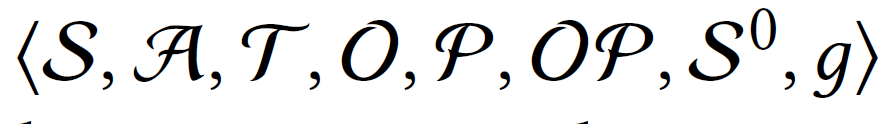 ⟨𝒮, 𝒜, 𝒯, 𝒪, 𝒫, 𝒪𝒫, 𝒮⁰, ℊ⟩